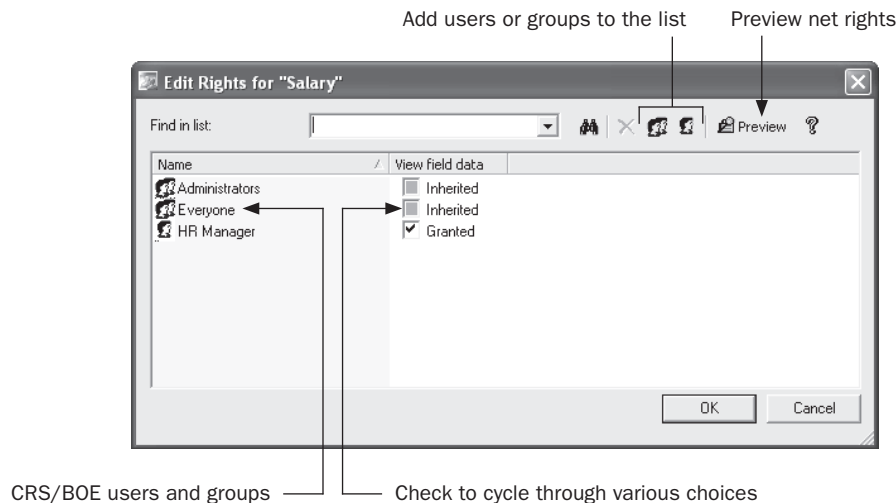 Add users or groups to the list Preview net rights
Edit Rights for "Salary"
Find in list:
Preview
Name View field data
Administrators Inherited
Everyone Inherited
HR Manager Granted
OK Cancel
CRS/BOE users and groups Check to cycle through various choices